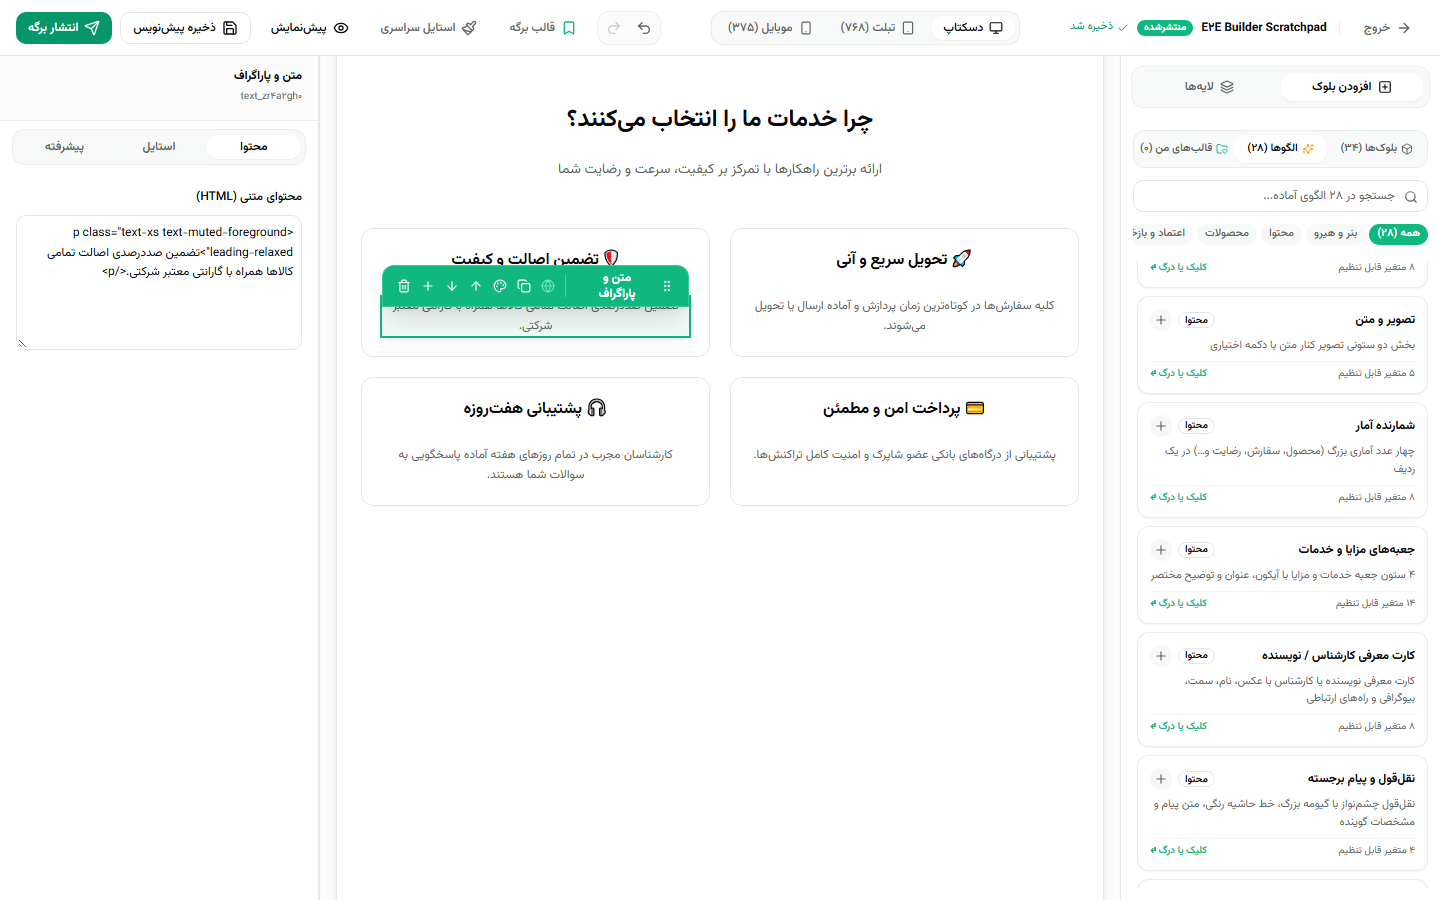 خروج
E۲E Builder Scratchpad
منتشرشده
ذخیره شد
دسکتاپ
تبلت (۷۶۸)
موبایل (۳۷۵)
قالب برگه
استایل سراسری
پیش‌نمایش
ذخیره پیش‌نویس
انتشار برگه
افزودن بلوک
لایه‌ها
بلوک‌ها (۳۴)
الگوها (۲۸)
قالب‌های من (۰)
جستجو در ۲۸ الگوی آماده...
همه (۲۸)
بنر و هیرو
محتوا
محصولات
اعتماد و بازخ
۸ متغیر قابل تنظیم
کلیک یا درگ
تصویر و متن
محتوا
بخش دو ستونی تصویر کنار متن با دکمه اختیاری
۵ متغیر قابل تنظیم
کلیک یا درگ
شمارنده آمار
محتوا
چهار عدد آماری بزرگ (محصول، سفارش، رضایت و...) در یک
ردیف
۸ متغیر قابل تنظیم
کلیک یا درگ
جعبه‌های مزایا و خدمات
محتوا
۴ ستون جعبه خدمات و مزایا با آیکون، عنوان و توضیح مختصر
۱۴ متغیر قابل تنظیم
کلیک یا درگ
کارت معرفی کارشناس / نویسنده
محتوا
کارت معرفی نویسنده یا کارشناس با عکس، نام، سمت،
بیوگرافی و راه‌های ارتباطی
۸ متغیر قابل تنظیم
کلیک یا درگ
نقل‌قول و پیام برجسته
محتوا
نقل‌قول چشم‌نواز با گیومه بزرگ، خط حاشیه رنگی، متن پیام و
مشخصات گوینده
۴ متغیر قابل تنظیم
کلیک یا درگ
چرا خدمات ما را انتخاب می‌کنند؟
ارائه برترین راهکارها با تمرکز بر کیفیت، سرعت و رضایت شما
🚀 تحویل سریع و آنی
کلیه سفارش‌ها در کوتاه‌ترین زمان پردازش و آماده ارسال یا تحویل
می‌شوند.
🛡️ تضمین اصالت و کیفیت
متن و
پاراگراف
تضمین صددرصدی اصالت تمامی کالاها همراه با گارانتی معتبر
شرکتی.
💳 پرداخت امن و مطمئن
پشتیبانی از درگاه‌های بانکی عضو شاپرک و امنیت کامل تراکنش‌ها.
🎧 پشتیبانی هفت‌روزه
کارشناسان مجرب در تمام روزهای هفته آماده پاسخگویی به
سوالات شما هستند.
متن و پاراگراف
text_zr۴a۲gh۰
محتوا
استایل
پیشرفته
محتوای متنی (HTML)
<p class="text-xs text-muted-foreground
leading-relaxed">تضمین صددرصدی اصالت تمامی
کالاها همراه با گارانتی معتبر شرکتی.</p>